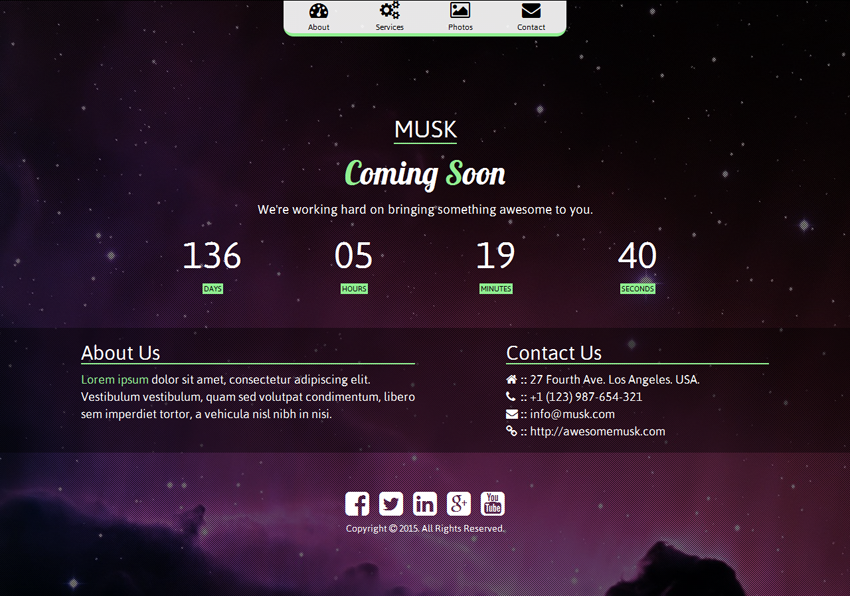 About Services Photos Contact
MUSK
Coming Soon
We're working hard on bringing something awesome to you.
136 05 19 40
DAYS HOURS MINUTES SECONDS
About Us
Lorem ipsum dolor sit amet, consectetur adipiscing elit.
Vestibulum vestibulum, quam sed volutpat condimentum, libero
sem imperdiet tortor, a vehicula nisl nibh in nisi.
Contact Us
:: 27 Fourth Ave. Los Angeles. USA.
:: +1 (123) 987-654-321
:: info@musk.com
:: http://awesomemusk.com
You Tube
Copyright © 2015. All Rights Reserved.